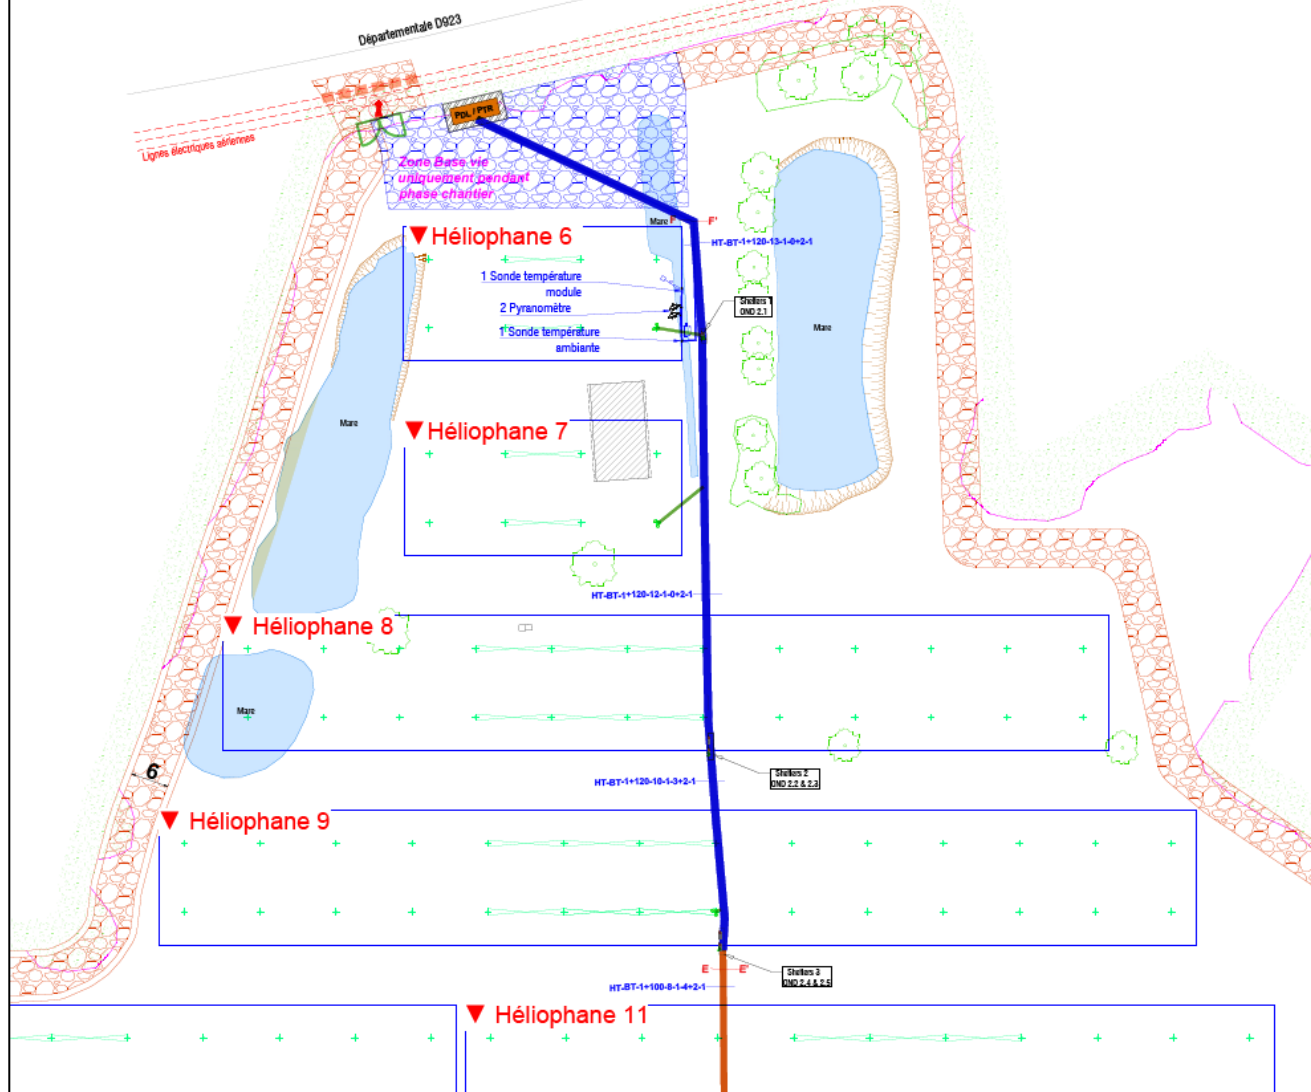 Départementale D923
Lignes électriques aériennes
PDL / PTR
Zone Base vie
uniquement pendant
phase chantier
Mare
F
F'
HT-BT-1+120-13-1-0+2-1
▼ Héliophane 6
1 Sonde température
module
2 Pyranomètre
1 Sonde température
ambiante
Shelters 1
OND 2.1
Mare
Mare
▼ Héliophane 7
HT-BT-1+120-12-1-0+2-1
▼ Héliophane 8
Mare
6
Shelters 2
OND 2.2 & 2.3
HT-BT-1+120-10-1-3+2-1
▼ Héliophane 9
E
E'
Shelters 3
OND 2.4 & 2.5
HT-BT-1+100-8-1-4+2-1
▼ Héliophane 11